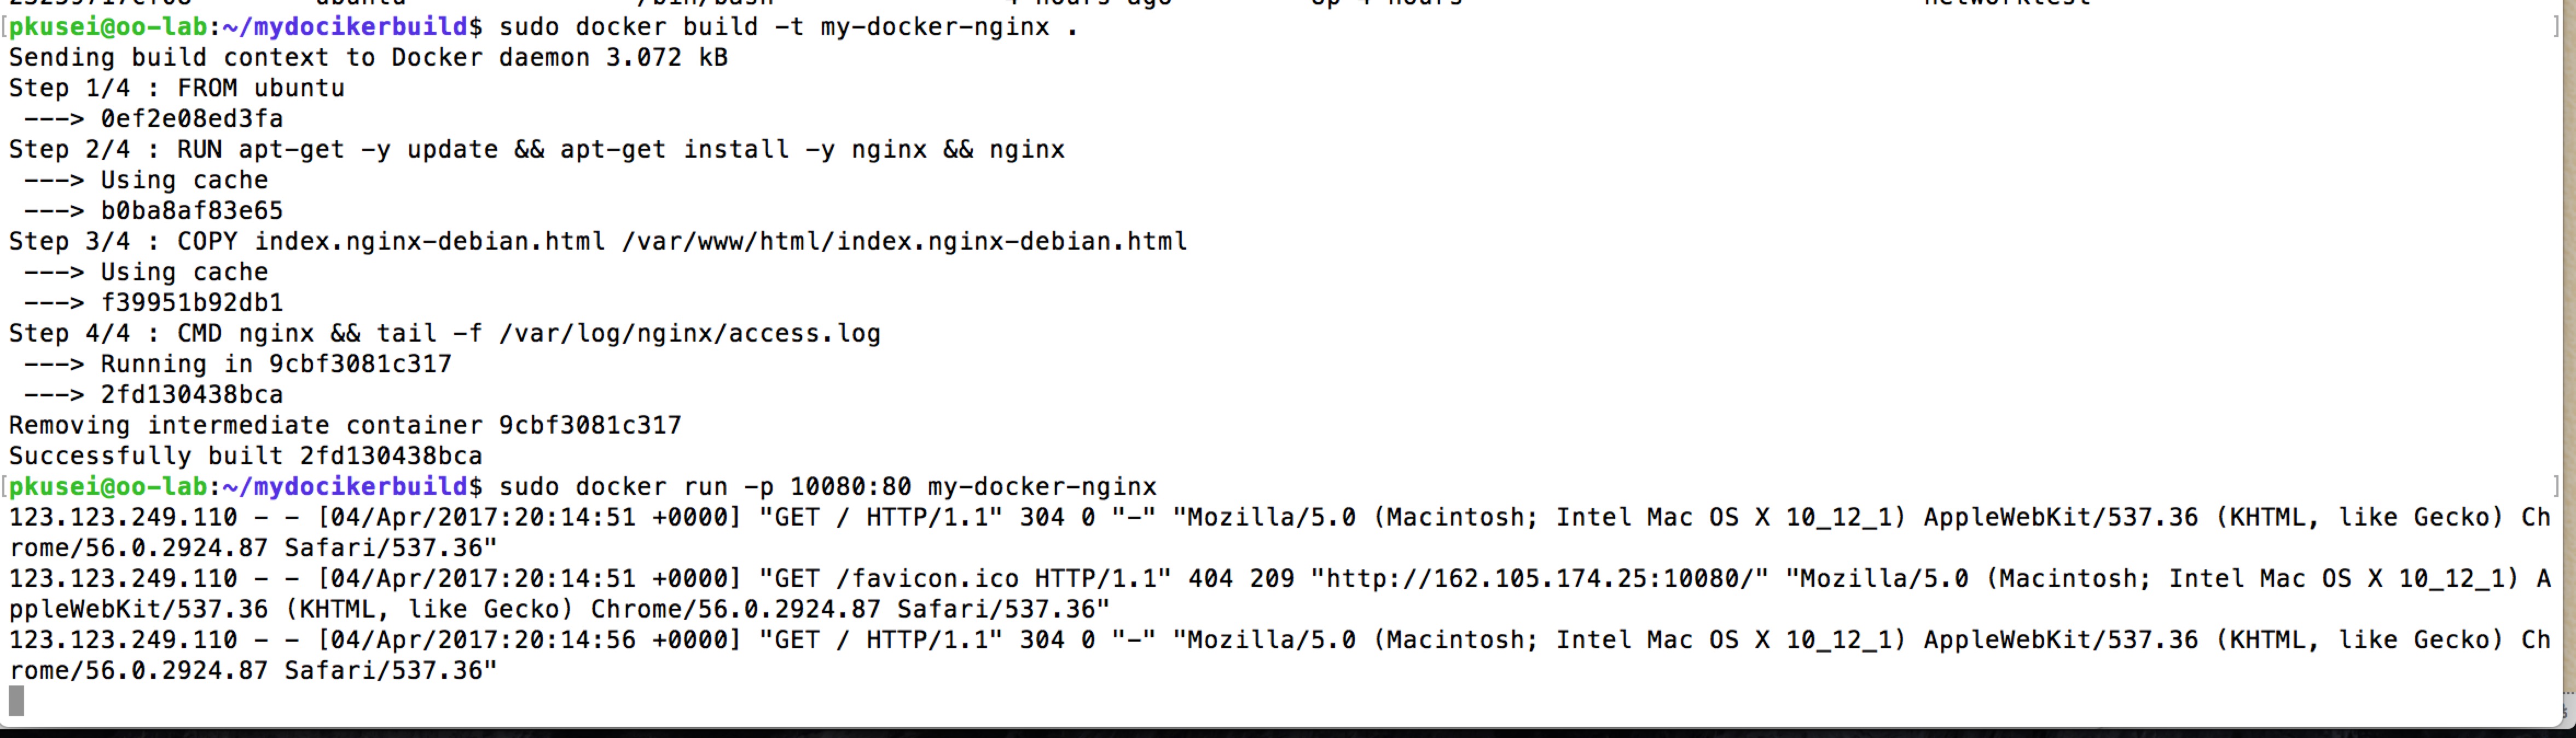 [pkusei@oo-lab:~/mydocikerbuild$ sudo docker build -t my-docker-nginx . ]
Sending build context to Docker daemon 3.072 kB
Step 1/4 : FROM ubuntu
 ---> 0ef2e08ed3fa
Step 2/4 : RUN apt-get -y update && apt-get install -y nginx && nginx
 ---> Using cache
 ---> b0ba8af83e65
Step 3/4 : COPY index.nginx-debian.html /var/www/html/index.nginx-debian.html
 ---> Using cache
 ---> f39951b92db1
Step 4/4 : CMD nginx && tail -f /var/log/nginx/access.log
 ---> Running in 9cbf3081c317
 ---> 2fd130438bca
Removing intermediate container 9cbf3081c317
Successfully built 2fd130438bca
[pkusei@oo-lab:~/mydocikerbuild$ sudo docker run -p 10080:80 my-docker-nginx ]
123.123.249.110 - - [04/Apr/2017:20:14:51 +0000] "GET / HTTP/1.1" 304 0 "-" "Mozilla/5.0 (Macintosh; Intel Mac OS X 10_12_1) AppleWebKit/537.36 (KHTML, like Gecko) Ch
rome/56.0.2924.87 Safari/537.36"
123.123.249.110 - - [04/Apr/2017:20:14:51 +0000] "GET /favicon.ico HTTP/1.1" 404 209 "http://162.105.174.25:10080/" "Mozilla/5.0 (Macintosh; Intel Mac OS X 10_12_1) A
ppleWebKit/537.36 (KHTML, like Gecko) Chrome/56.0.2924.87 Safari/537.36"
123.123.249.110 - - [04/Apr/2017:20:14:56 +0000] "GET / HTTP/1.1" 304 0 "-" "Mozilla/5.0 (Macintosh; Intel Mac OS X 10_12_1) AppleWebKit/537.36 (KHTML, like Gecko) Ch
rome/56.0.2924.87 Safari/537.36"